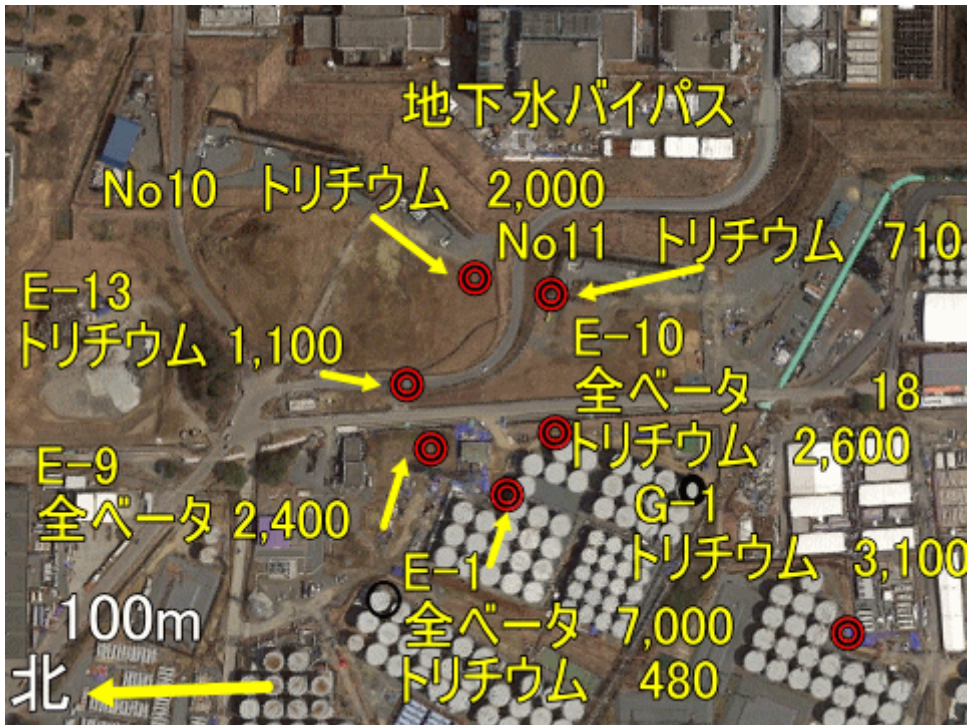 地下水バイパス
No10 トリチウム 2,000
No11 トリチウム 710
E-13
トリチウム 1,100
E-10
全ベータ 18
トリチウム 2,600
E-9
全ベータ 2,400
G-1
トリチウム 3,100
E-1
全ベータ 7,000
トリチウム 480
100m
北